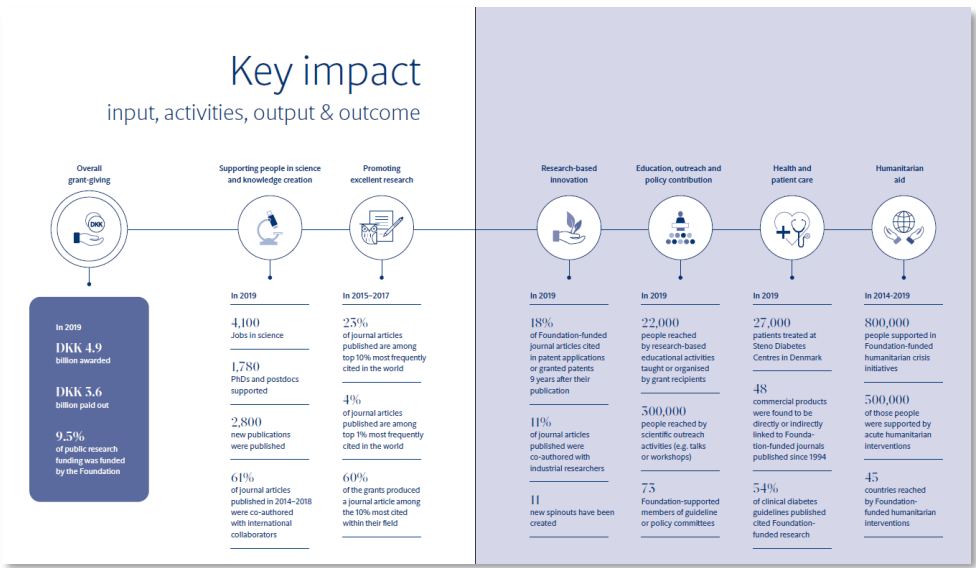 Key impact
input, activities, output & outcome
Overall
grant-giving
DKK
In 2019
DKK 4.9
billion awarded
DKK 3.6
billion paid out
9.5%
of public research
funding was funded
by the Foundation
Supporting people in science
and knowledge creation
In 2019
4,100
Jobs in science
1,780
PhDs and postdocs
supported
2,800
new publications
were published
61%
of journal articles
published in 2014–2018
were co-authored
with international
collaborators
Promoting
excellent research
In 2015–2017
23%
of journal articles
published are among
top 10% most frequently
cited in the world
4%
of journal articles
published are among
top 1% most frequently
cited in the world
60%
of the grants produced
a journal article among
the 10% most cited
within their field
Research-based
innovation
In 2019
18%
of Foundation-funded
journal articles cited
in patent applications
or granted patents
9 years after their
publication
11%
of journal articles
published were
co-authored with
industrial researchers
11
new spinouts have been
created
Education, outreach and
policy contribution
In 2019
22,000
people reached
by research-based
educational activities
taught or organised
by grant recipients
300,000
people reached by
scientific outreach
activities (e.g. talks
or workshops)
73
Foundation-supported
members of guideline
or policy committees
Health and
patient care
In 2019
27,000
patients treated at
Steno Diabetes
Centres in Denmark
48
commercial products
were found to be
directly or indirectly
linked to Founda-
tion-funded journals
published since 1994
54%
of clinical diabetes
guidelines published
cited Foundation-
funded research
Humanitarian
aid
In 2014-2019
800,000
people supported in
Foundation-funded
humanitarian crisis
initiatives
500,000
of those people
were supported by
acute humanitarian
interventions
45
countries reached
by Foundation-
funded humanitarian
interventions